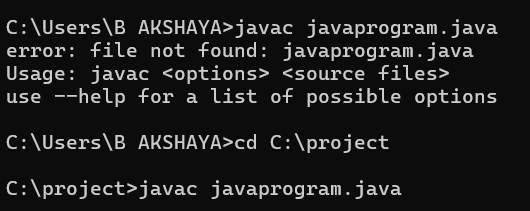 C:\Users\B AKSHAYA>javac javaprogram.java
error: file not found: javaprogram.java
Usage: javac <options> <source files>
use --help for a list of possible options
C:\Users\B AKSHAYA>cd C:\project
C:\project>javac javaprogram.java